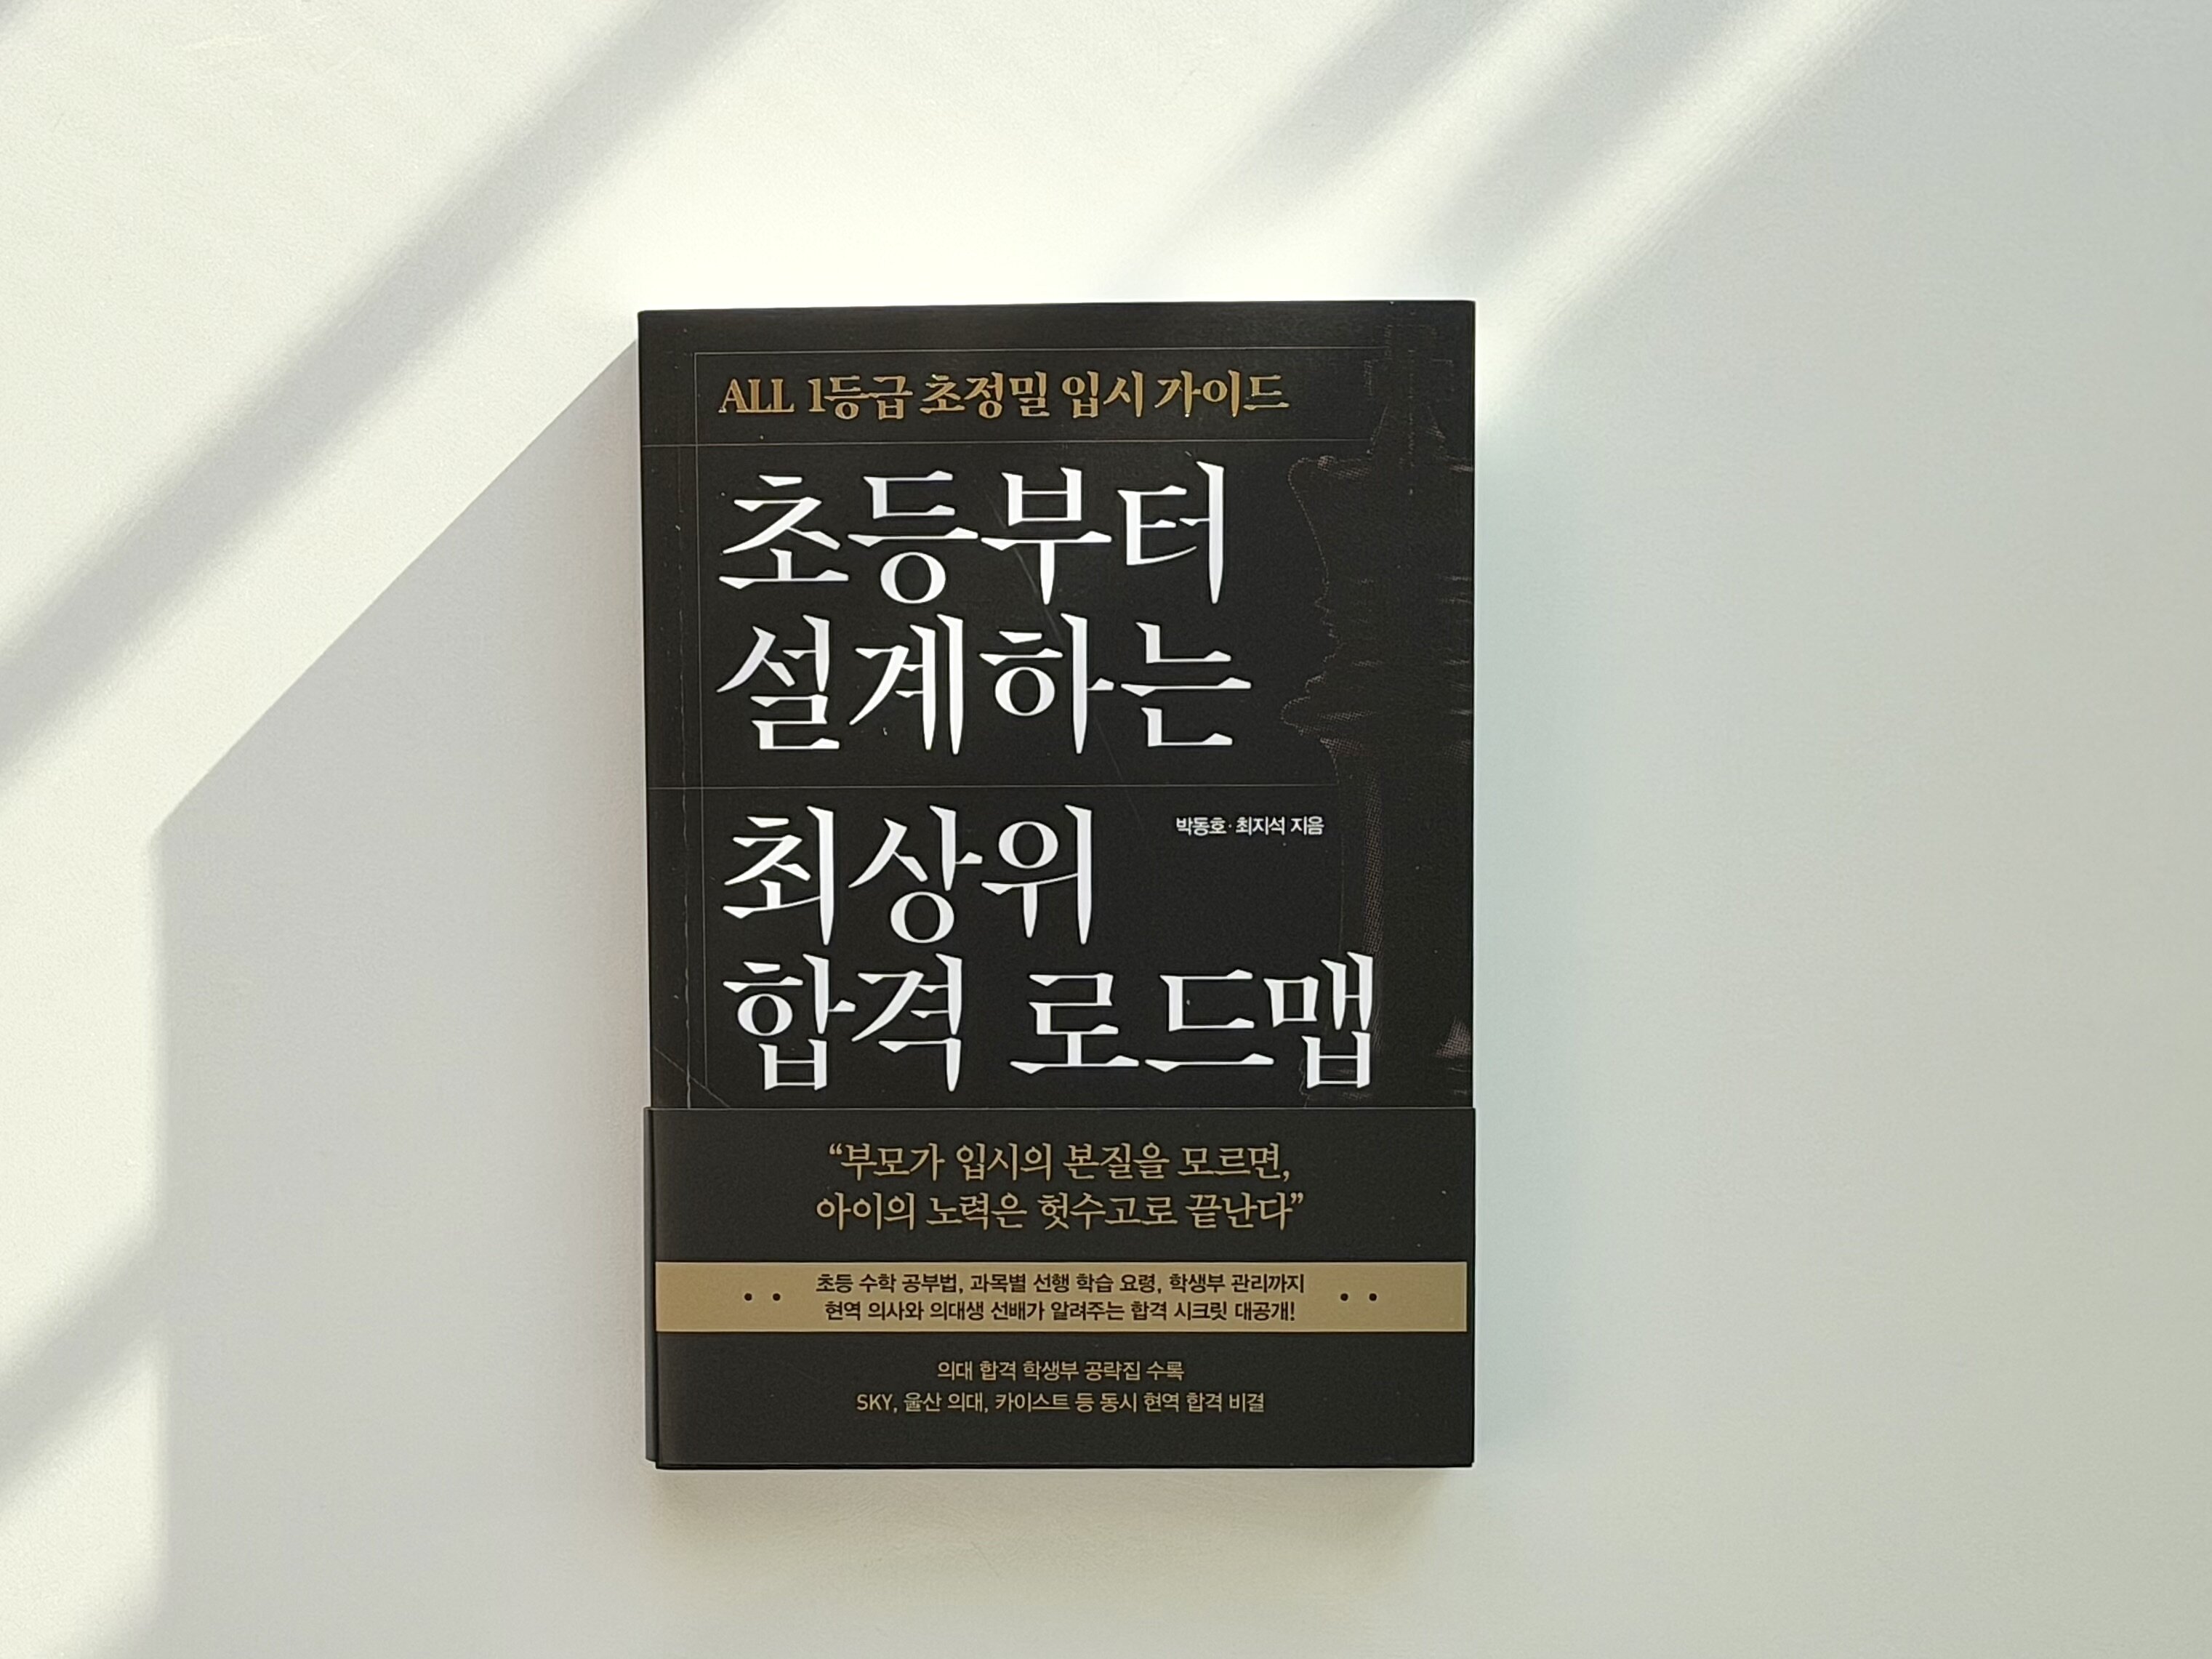 ALL 1등급 초정밀 입시 가이드
초등부터
설계하는
최상위
박동호·최지석 지음
합격 로드맵
“부모가 입시의 본질을 모르면,
아이의 노력은 헛수고로 끝난다”
초등 수학 공부법, 과목별 선행 학습 요령, 학생부 관리까지
현역 의사와 의대생 선배가 알려주는 합격 시크릿 대공개!
의대 합격 학생부 공략집 수록
SKY, 울산 의대, 카이스트 등 동시 현역 합격 비결